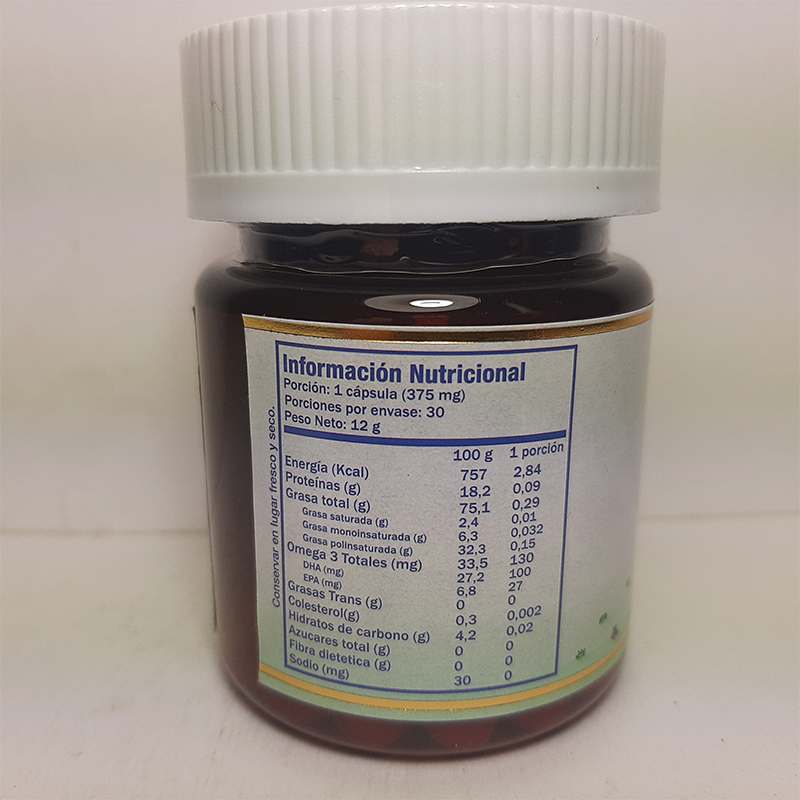 Información Nutricional
Porción: 1 cápsula (375 mg)
Porciones por envase: 30
Peso Neto: 12 g
100 g 1 porción
Energía (Kcal) 757 2,84
Proteínas (g) 18,2 0,09
Grasa total (g) 75,1 0,29
Grasa saturada (g) 2,4 0,01
Grasa monoinsaturada (g) 6,3 0,032
Grasa polinsaturada (g) 32,3 0,15
Omega 3 Totales (mg) 33,5 130
DHA (mg) 27,2 100
EPA (mg) 6,8 27
Grasas Trans (g) 0 0
Colesterol(g) 0,3 0,002
Hidratos de carbono (g) 4,2 0,02
Azucares total (g) 0 0
Fibra dietetica (g) 0 0
Sodio (mg) 30 0
Conservar en lugar fresco y seco.